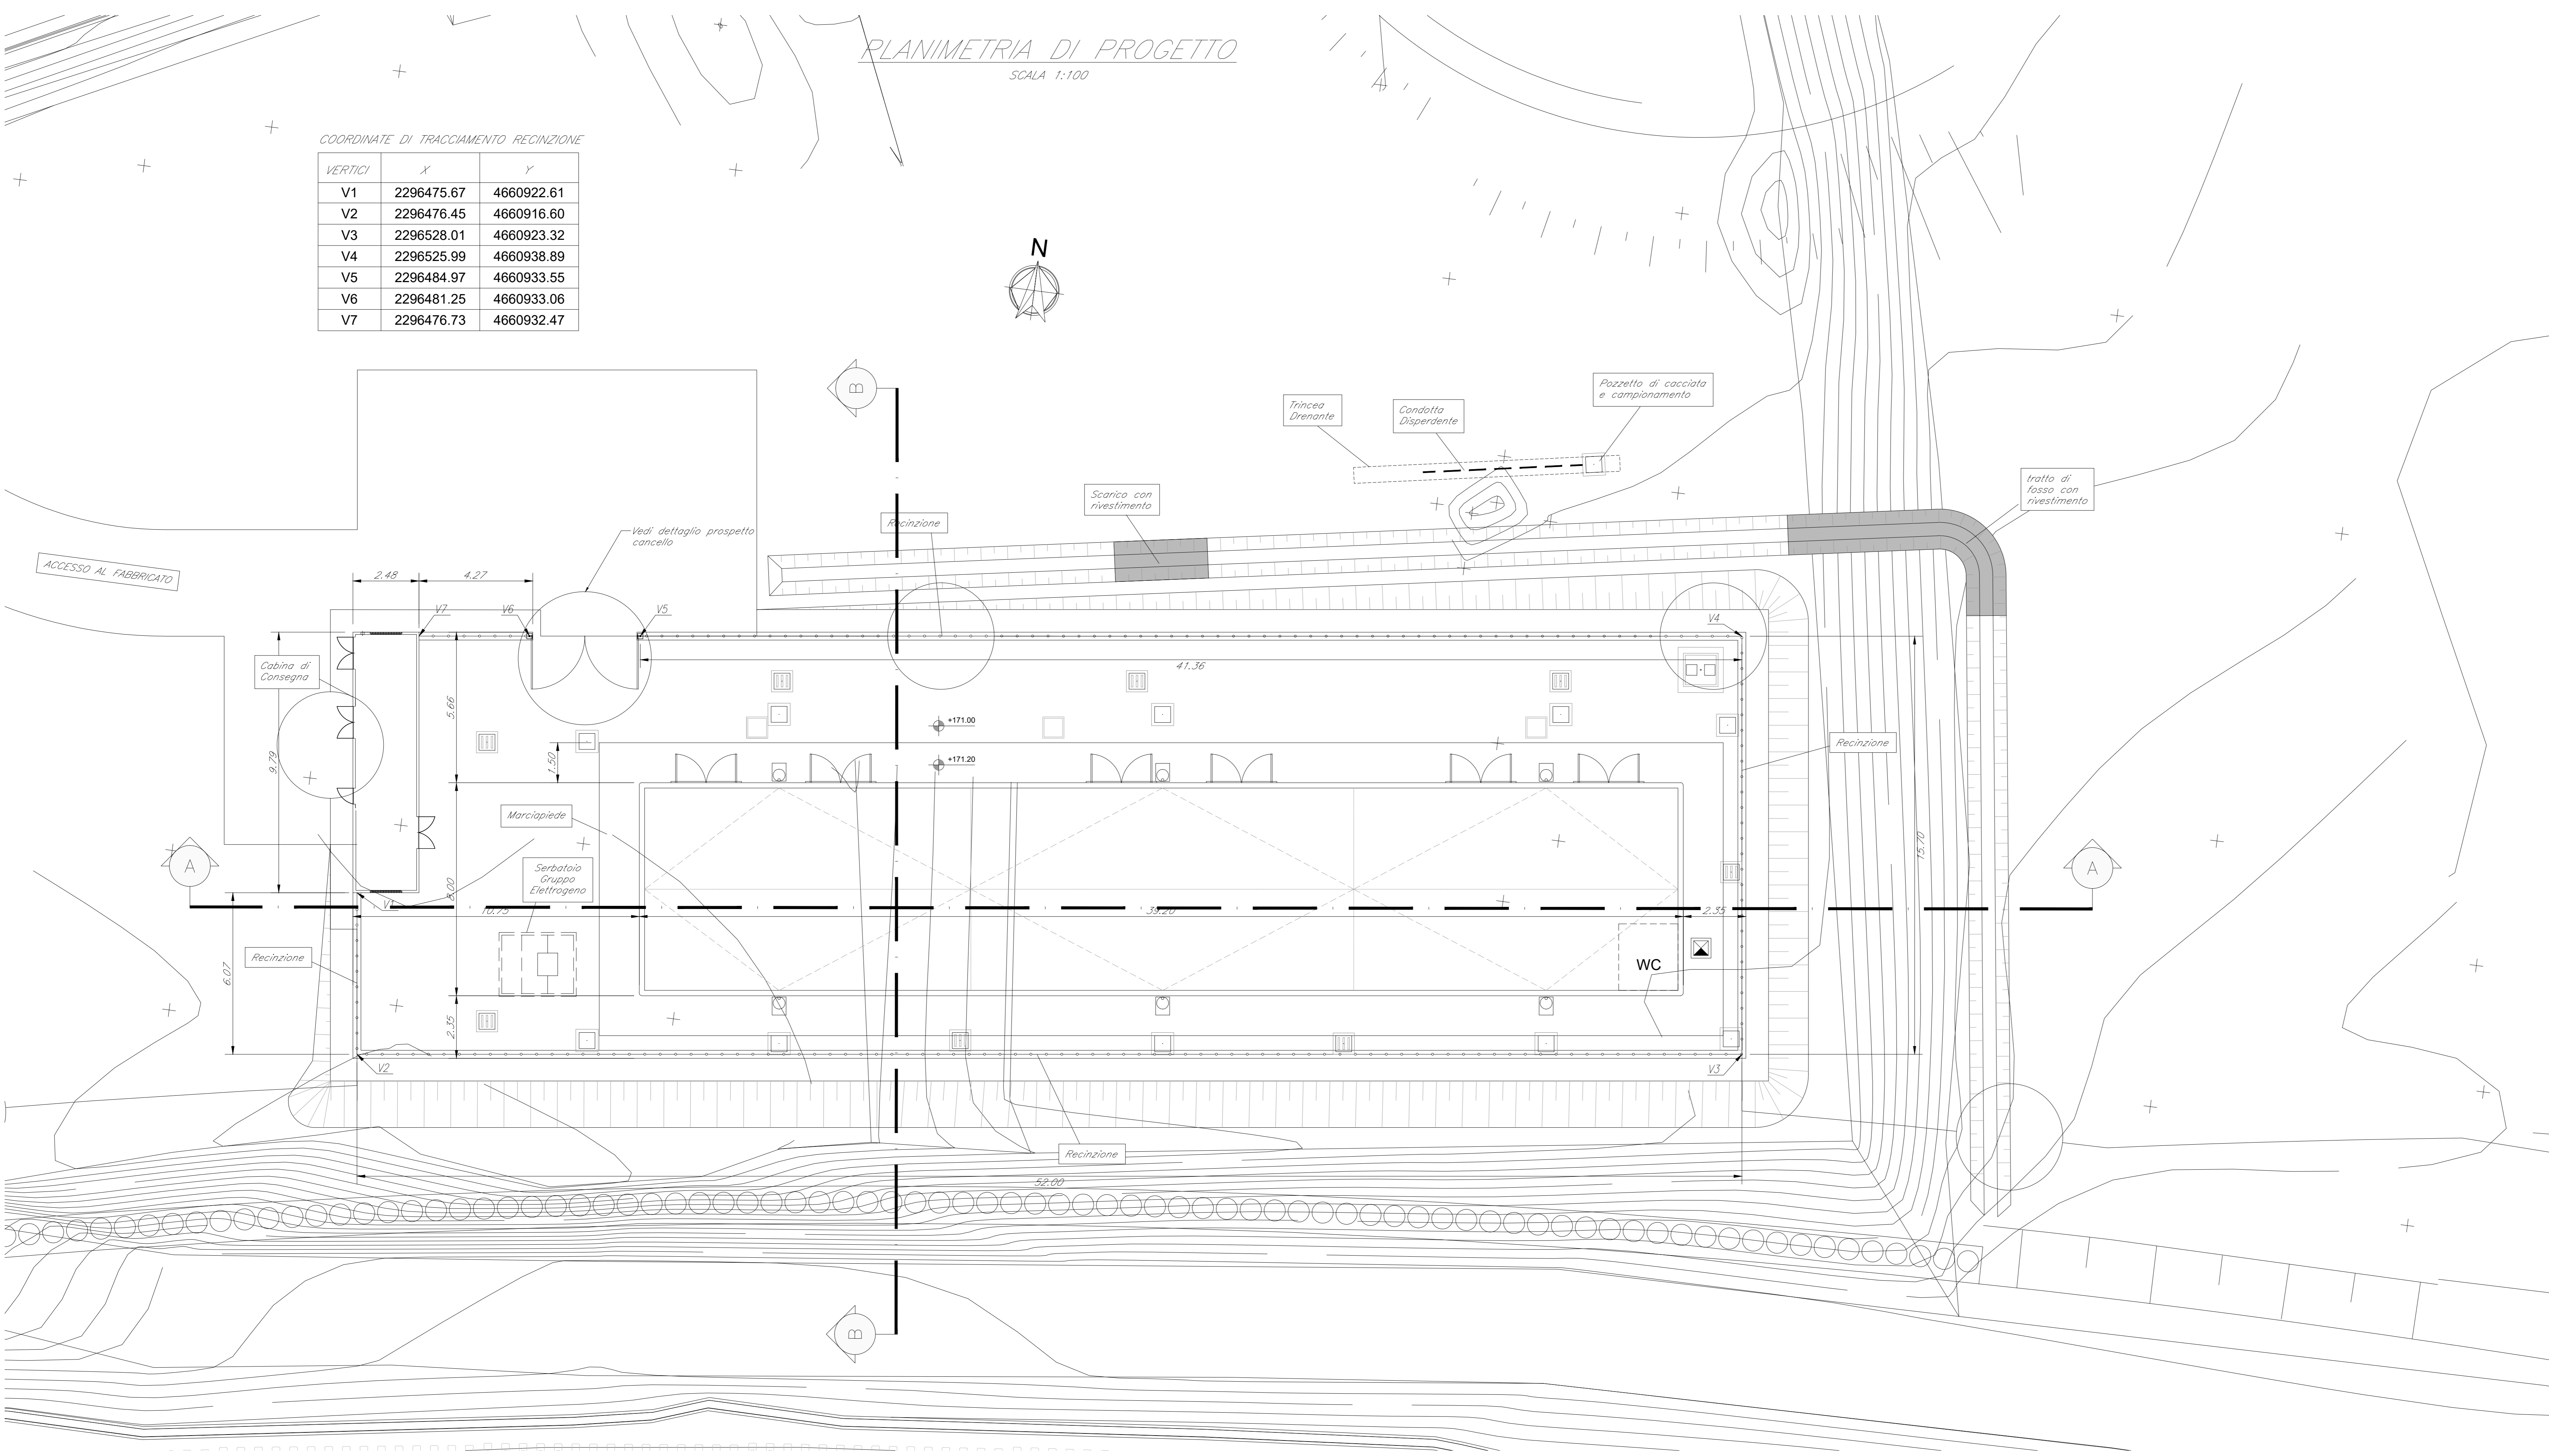 PLANIMETRIA DI PROGETTO
SCALA 1:100
COORDINATE DI TRACCIAMENTO RECINZIONE
VERTICI X Y
V1 2296475.67 4660922.61
V2 2296476.45 4660916.60
V3 2296528.01 4660923.32
V4 2296525.99 4660938.89
V5 2296484.97 4660933.55
V6 2296481.25 4660933.06
V7 2296476.73 4660932.47
N
B
Pozzetto di cacciata
e campionamento
Trincea
Drenante
Condotta
Disperdente
Scarico con
rivestimento
tratto di
fosso con
rivestimento
Recinzione
Vedi dettaglio prospetto
cancello
ACCESSO AL FABBRICATO
2.48
4.27
V7
V6
V5
V4
Cabina di
Consegna
41.36
5.66
+171.00
1.50
+171.20
Recinzione
9.79
Marciapiede
15.70
A
A
Serbatoio
Gruppo
Elettrogeno
8.00
V1
10.75
39.20
2.35
Recinzione
6.07
WC
2.35
V2
V3
Recinzione
52.00
B